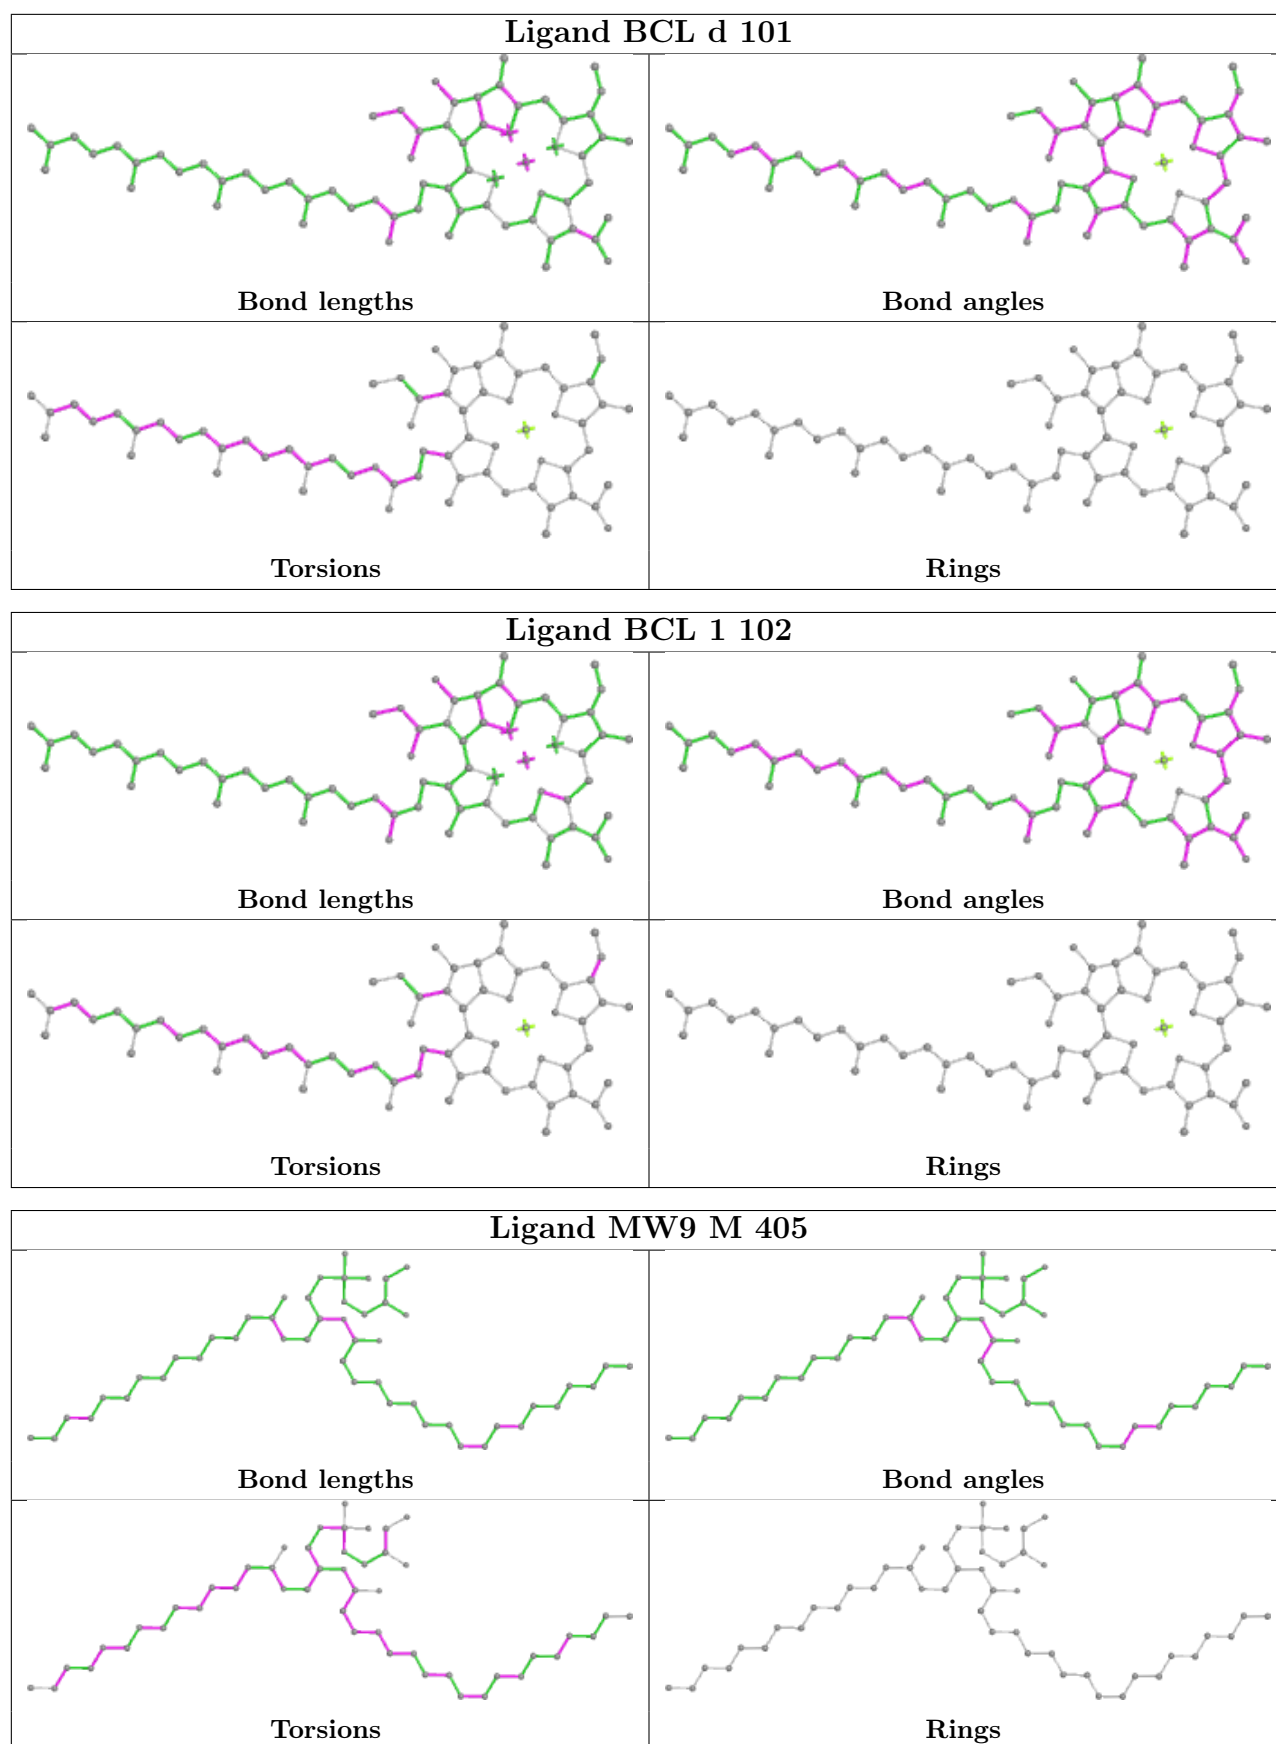 Ligand BCL d 101
Bond lengths
Bond angles
Torsions
Rings
Ligand BCL 1 102
Bond lengths
Bond angles
Torsions
Rings
Ligand MW9 M 405
Bond lengths
Bond angles
Torsions
Rings